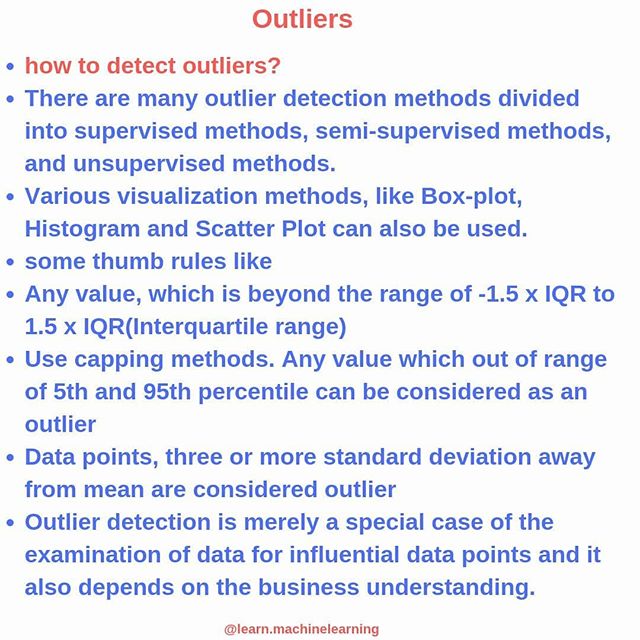 Outliers
• how to detect outliers?
• There are many outlier detection methods divided
into supervised methods, semi-supervised methods,
and unsupervised methods.
• Various visualization methods, like Box-plot,
Histogram and Scatter Plot can also be used.
• some thumb rules like
• Any value, which is beyond the range of -1.5 x IQR to
1.5 x IQR(Interquartile range)
• Use capping methods. Any value which out of range
of 5th and 95th percentile can be considered as an
outlier
• Data points, three or more standard deviation away
from mean are considered outlier
• Outlier detection is merely a special case of the
examination of data for influential data points and it
also depends on the business understanding.
@learn.machinelearning